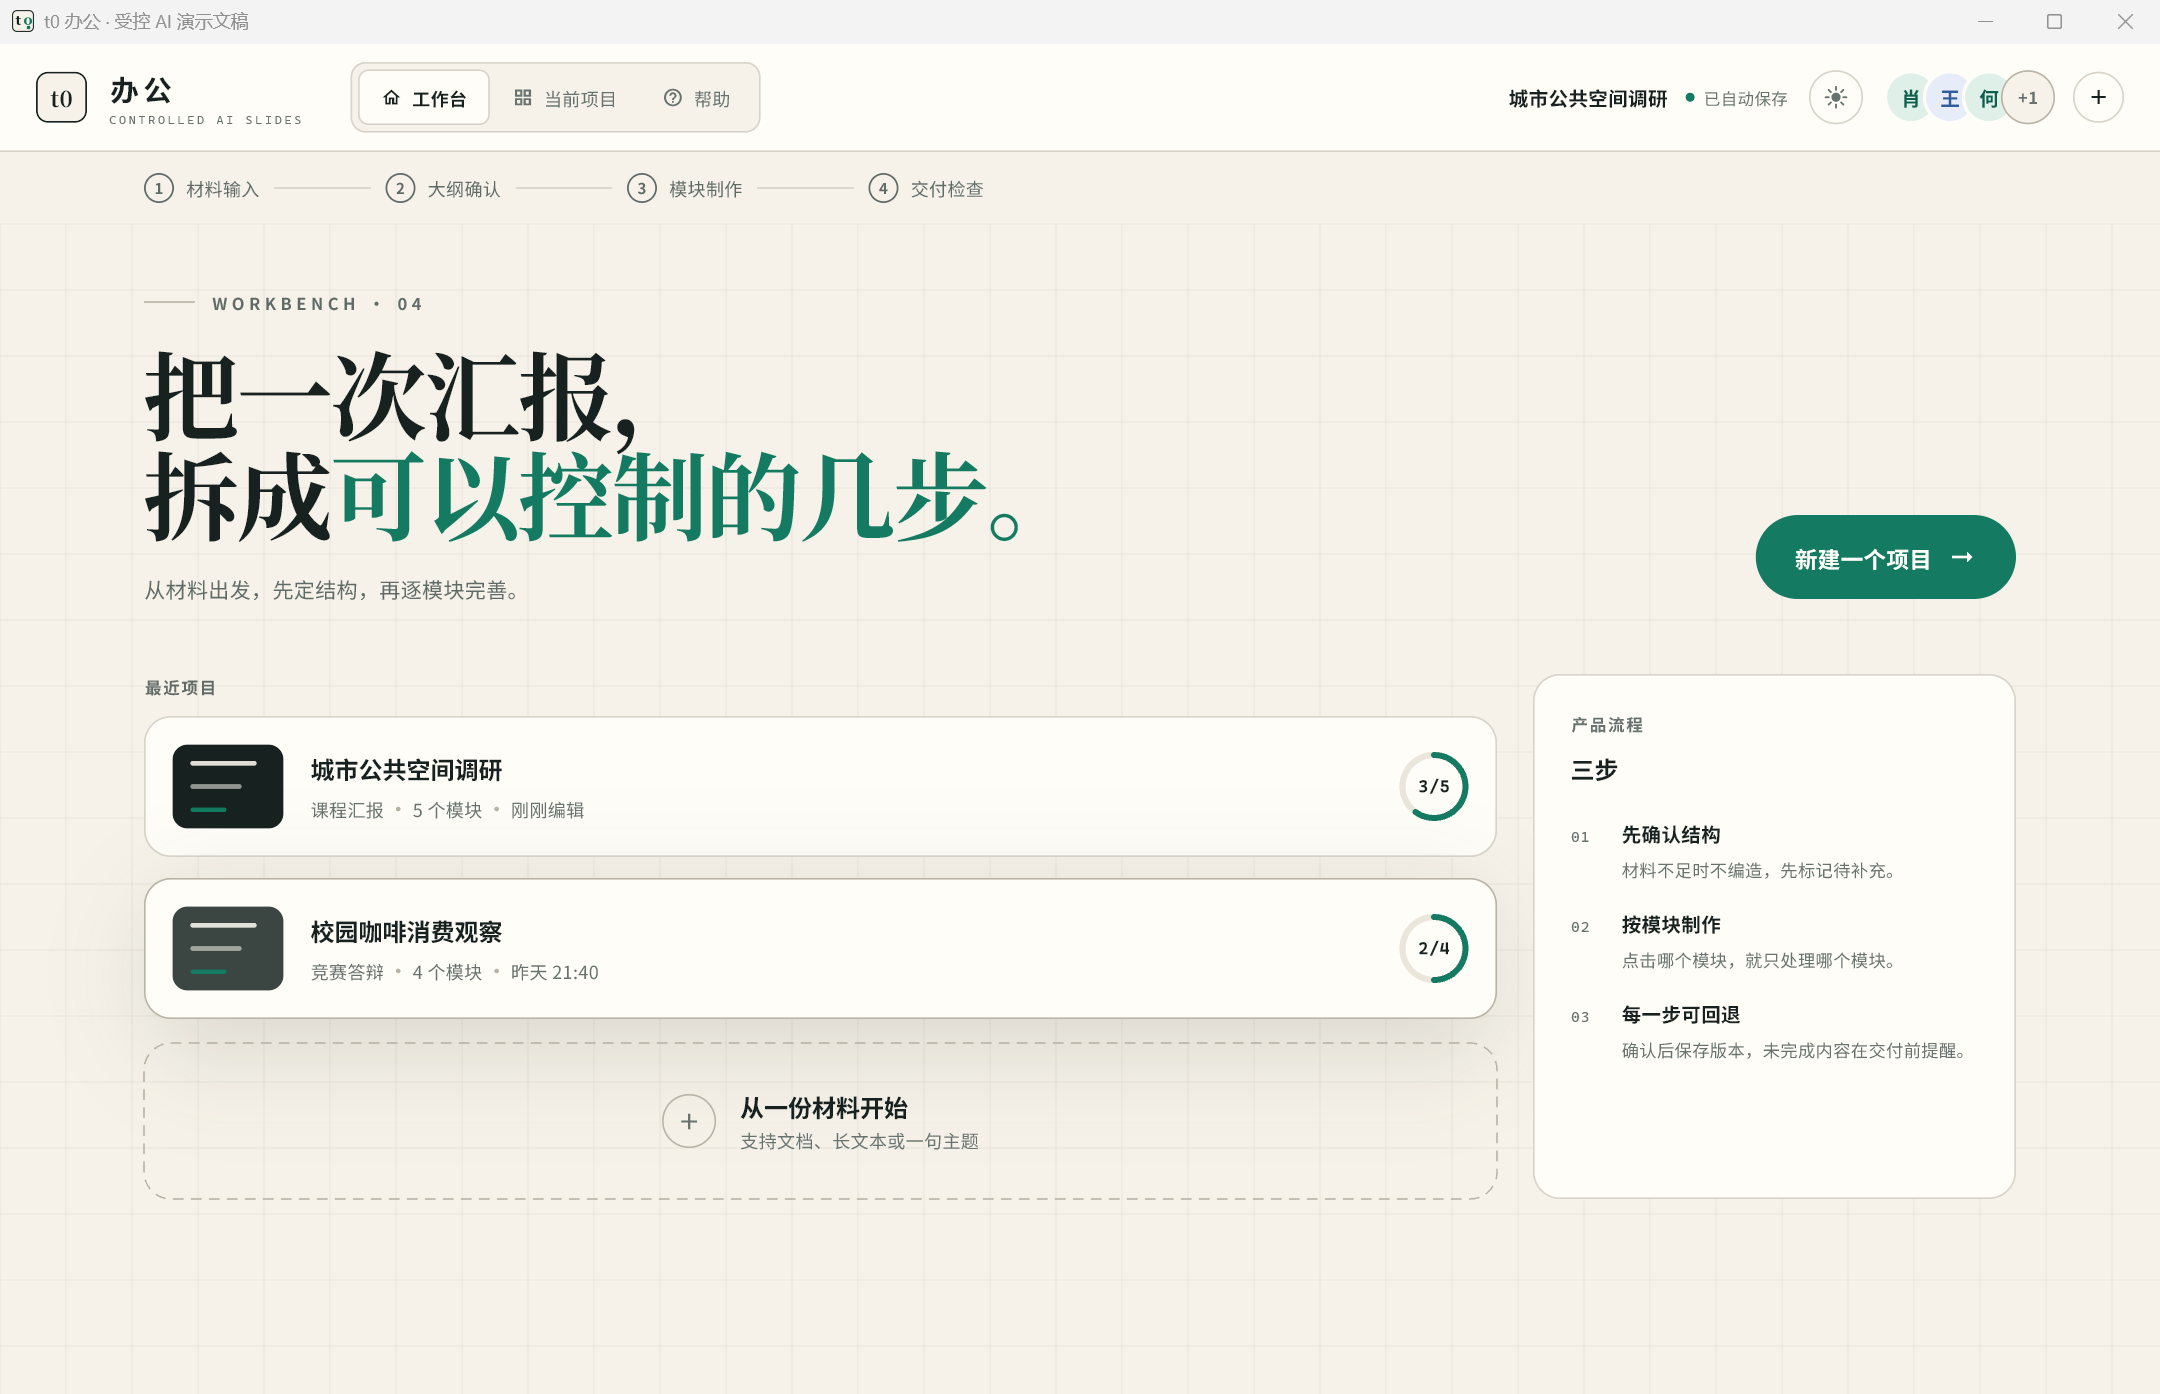 t0 办公 · 受控 AI 演示文稿
t0
办公
CONTROLLED AI SLIDES
工作台
当前项目
帮助
城市公共空间调研
已自动保存
肖
王
何
+1
+
1 材料输入
2 大纲确认
3 模块制作
4 交付检查
WORKBENCH · 04
把一次汇报，
拆成可以控制的几步。
从材料出发，先定结构，再逐模块完善。
新建一个项目 →
最近项目
城市公共空间调研
课程汇报 · 5 个模块 · 刚刚编辑
3/5
校园咖啡消费观察
竞赛答辩 · 4 个模块 · 昨天 21:40
2/4
从一份材料开始
支持文档、长文本或一句主题
产品流程
三步
01 先确认结构
材料不足时不编造，先标记待补充。
02 按模块制作
点击哪个模块，就只处理哪个模块。
03 每一步可回退
确认后保存版本，未完成内容在交付前提醒。